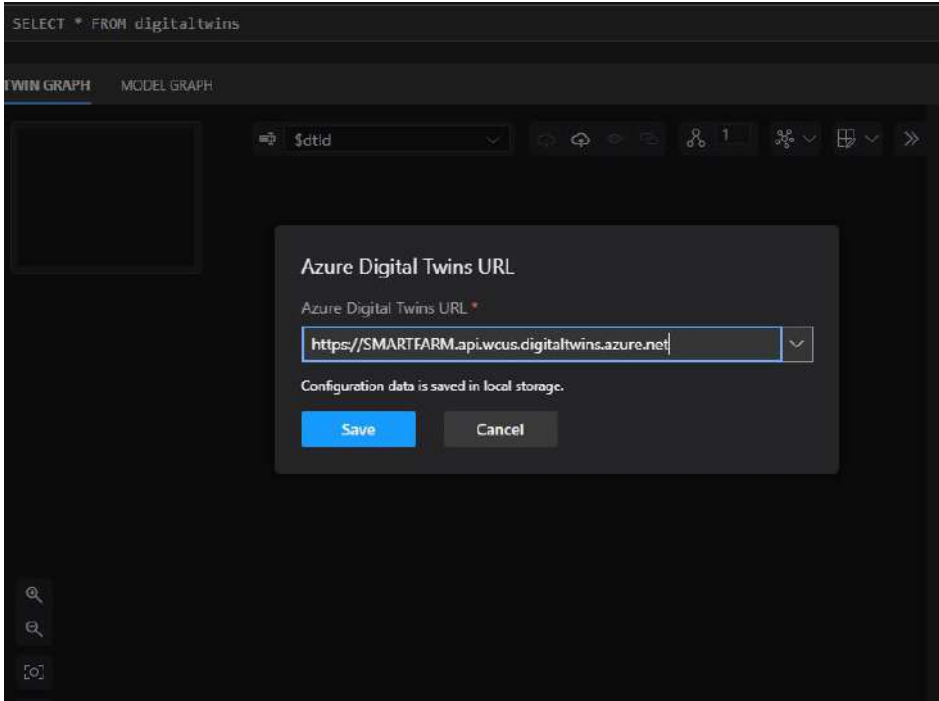 SELECT * FROM digitaltwins
TWIN GRAPH MODEL GRAPH
$dtId 1
Azure Digital Twins URL
Azure Digital Twins URL *
https://SMARTFARM.api.wcus.digitaltwins.azure.net
Configuration data is saved in local storage.
Save Cancel